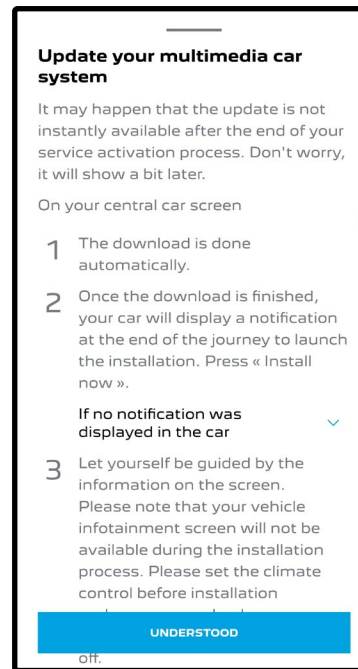 Update your multimedia car
system
It may happen that the update is not
instantly available after the end of your
service activation process. Don't worry,
it will show a bit later.
On your central car screen
1 The download is done
automatically.
2 Once the download is finished,
your car will display a notification
at the end of the journey to launch
the installation. Press « Install
now ».
If no notification was
displayed in the car
3 Let yourself be guided by the
information on the screen.
Please note that your vehicle
infotainment screen will not be
available during the installation
process. Please set the climate
control before installation
UNDERSTOOD
off.